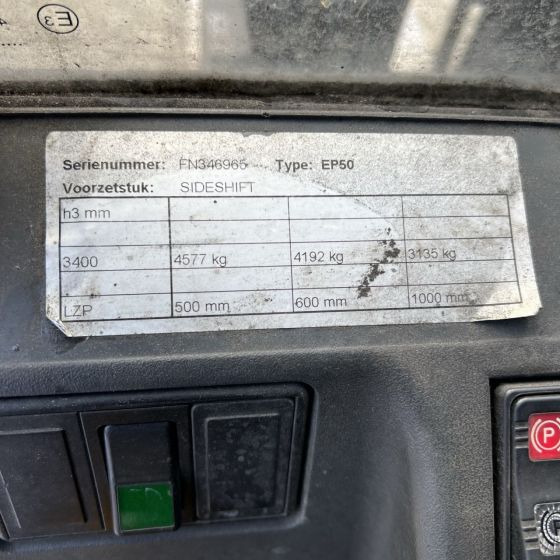 E3
Serienummer: FN346965 Type: EP50
Voorzetstuk: SIDESHIFT
h3 mm
3400 4577 kg 4192 kg 3135 kg
LZP 500 mm 600 mm 1000 mm
P